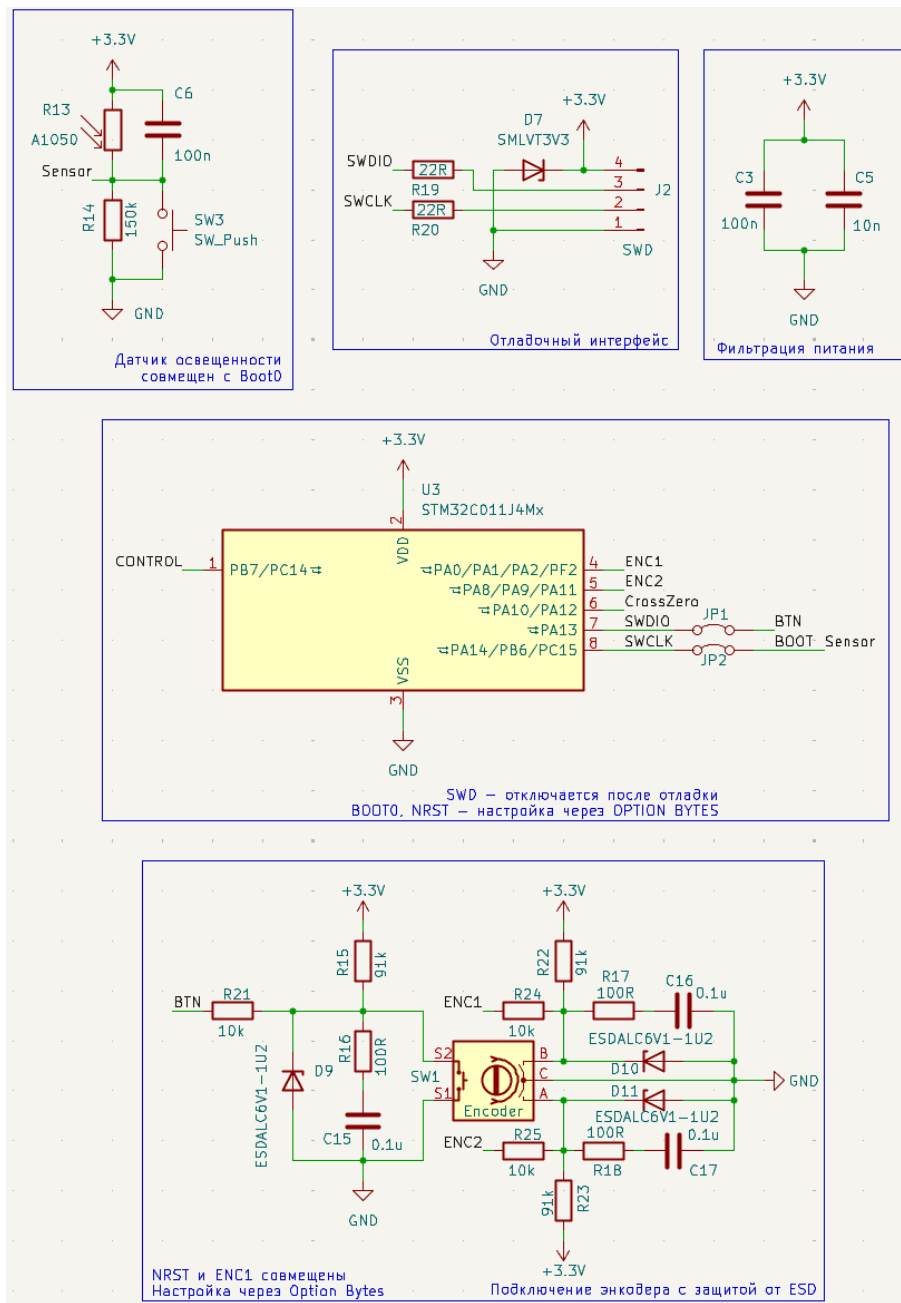 +3.3V
R13
A1050
C6
100n
Sensor
R14
150k
SW3
SW_Push
GND
Датчик освещенности
совмещен с Boot0
+3.3V
D7
SMLVT3V3
SWDIO
22R
R19
SWCLK
22R
R20
4
3
2
1
J2
SWD
GND
Отладочный интерфейс
+3.3V
C3
100n
C5
10n
GND
Фильтрация питания
+3.3V
U3
STM32C011J4Mx
2
VDD
CONTROL
1
PB7/PC14
PA0/PA1/PA2/PF2
4
ENC1
PA8/PA9/PA11
5
ENC2
PA10/PA12
6
CrossZero
PA13
7
SWDIO
JP1
BTN
PA14/PB6/PC15
8
SWCLK
JP2
BOOT
Sensor
VSS
3
GND
SWD – отключается после отладки
BOOT0, NRST – настройка через OPTION BYTES
+3.3V
R15
91k
BTN
R21
10k
R16
100R
D9
ESDALC6V1-1U2
C15
0.1u
GND
S2
S1
SW1
Encoder
B
C
A
+3.3V
R22
91k
ENC1
R24
10k
R17
100R
C16
0.1u
ESDALC6V1-1U2
D10
GND
D11
ESDALC6V1-1U2
ENC2
R25
10k
100R
R18
0.1u
C17
91k
R23
+3.3V
NRST и ENC1 совмещены
Настройка через Option Bytes
Подключение энкодера с защитой от ESD